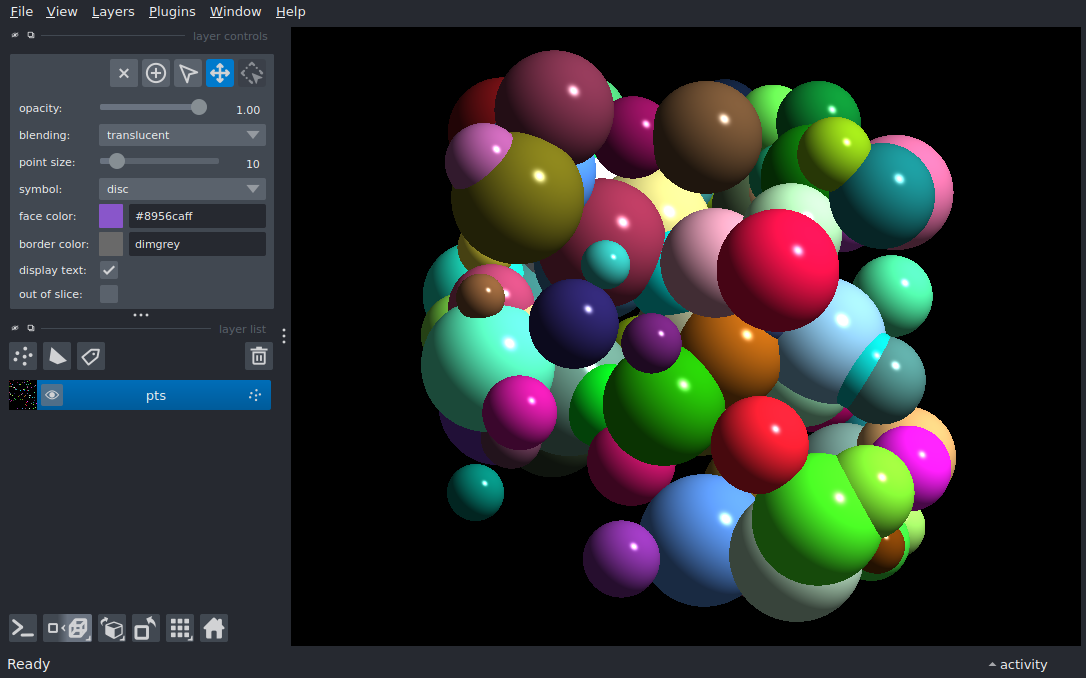 File View Layers Plugins Window Help
layer controls
opacity: 1.00
blending: translucent
point size: 10
symbol: disc
face color: #8956caff
border color: dimgrey
display text:
out of slice:
layer list
pts
Ready
activity